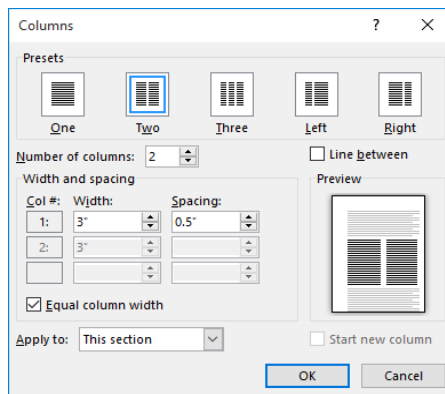 Columns ? ×
Presets
One Two Three Left Right
Number of columns: 2 Line between
Width and spacing Preview
Col #: Width: Spacing:
1: 3" 0.5"
2: 3"
Equal column width
Apply to: This section Start new column
OK Cancel